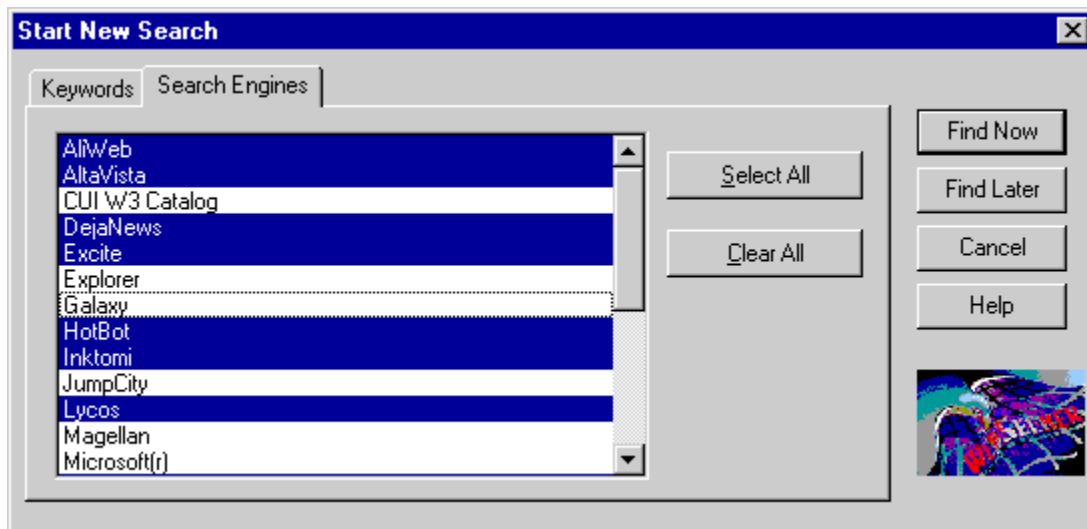 Start New Search
Keywords
Search Engines
AliWeb
AltaVista
CUI W3 Catalog
DejaNews
Excite
Explorer
Galaxy
HotBot
Inktomi
JumpCity
Lycos
Magellan
Microsoft(r)
Select All
Clear All
Find Now
Find Later
Cancel
Help